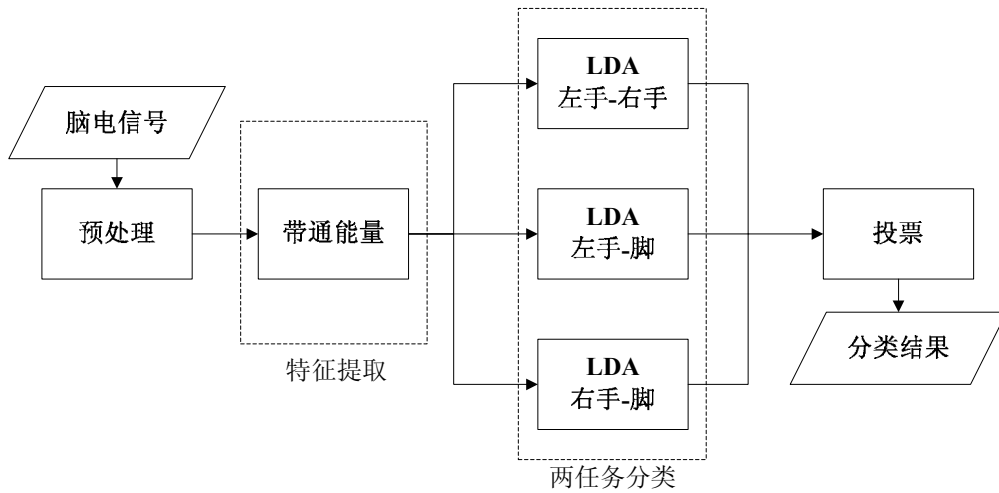 脑电信号
预处理
带通能量
特征提取
LDA
左手-右手
LDA
左手-脚
LDA
右手-脚
两任务分类
投票
分类结果